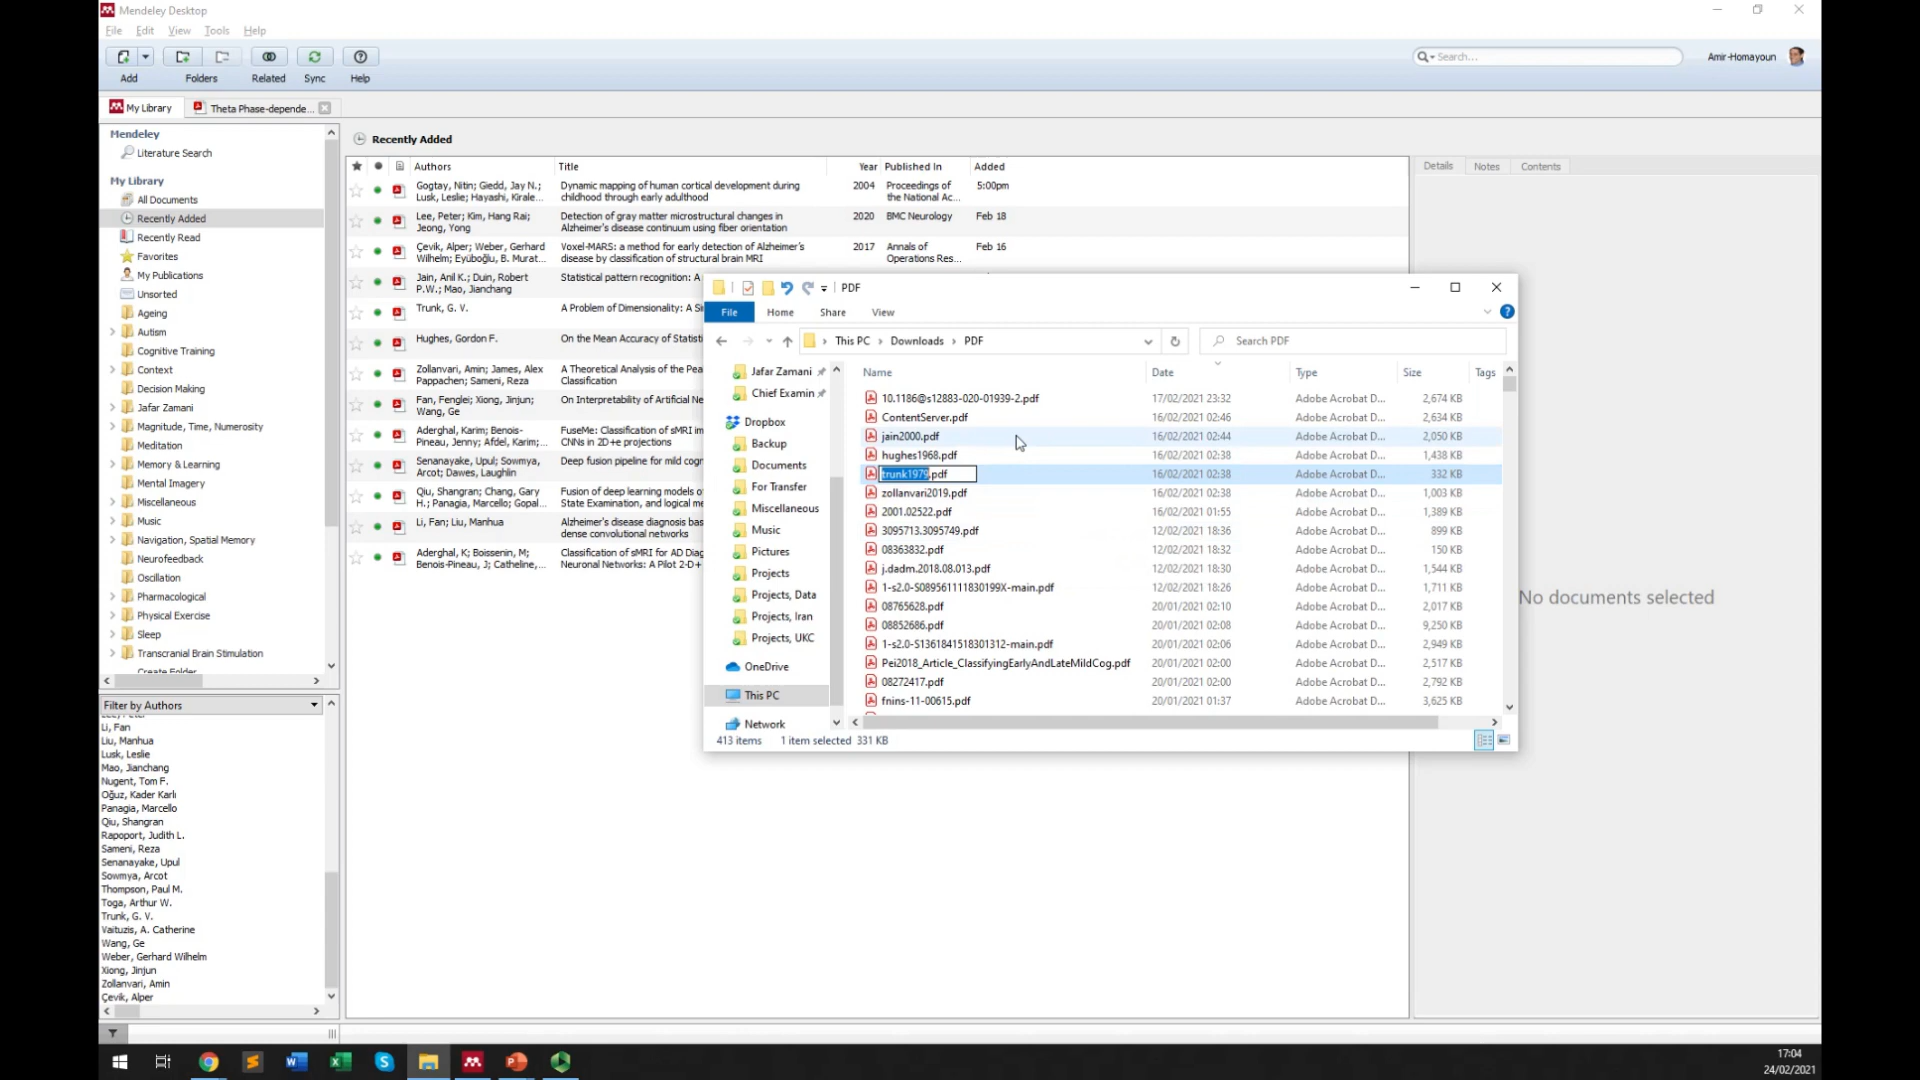 Mendeley Desktop
File Edit View Tools Help
Add Folders Related Sync Help
Search...
Amir-Homayoun
My Library
Theta Phase-depende...
Mendeley
Literature Search
My Library
All Documents
Recently Added
Recently Read
Favorites
My Publications
Unsorted
Ageing
Autism
Cognitive Training
Context
Decision Making
Jafar Zamani
Magnitude, Time, Numerosity
Meditation
Memory & Learning
Mental Imagery
Miscellaneous
Music
Navigation, Spatial Memory
Neurofeedback
Oscillation
Pharmacological
Physical Exercise
Sleep
Transcranial Brain Stimulation
Create Folder
Filter by Authors
Li, Fan
Liu, Manhua
Lusk, Leslie
Mao, Jianchang
Nugent, Tom F.
Oğuz, Kader Karlı
Panagia, Marcello
Qiu, Shangran
Rapoport, Judith L.
Sameni, Reza
Senanayake, Upul
Sowmya, Arcot
Thompson, Paul M.
Toga, Arthur W.
Trunk, G. V.
Vaituzis, A. Catherine
Wang, Ge
Weber, Gerhard Wilhelm
Xiong, Jinjun
Zollanvari, Amin
Çevik, Alper
Recently Added
Authors Title Year Published In Added
Gogtay, Nitin; Giedd, Jay N.; Dynamic mapping of human cortical development during 2004 Proceedings of 5:00pm
Lusk, Leslie; Hayashi, Kirale... childhood through early adulthood the National Ac...
Lee, Peter; Kim, Hang Rai; Detection of gray matter microstructural changes in 2020 BMC Neurology Feb 18
Jeong, Yong Alzheimer's disease continuum using fiber orientation
Çevik, Alper; Weber, Gerhard Voxel-MARS: a method for early detection of Alzheimer's 2017 Annals of Feb 16
Wilhelm; Eyüboğlu, B. Murat... disease by classification of structural brain MRI Operations Res...
Jain, Anil K.; Duin, Robert Statistical pattern recognition: A
P.W.; Mao, Jianchang
Trunk, G. V. A Problem of Dimensionality: A Si
Hughes, Gordon F. On the Mean Accuracy of Statisti
Zollanvari, Amin; James, Alex A Theoretical Analysis of the Pea
Pappachen; Sameni, Reza Classification
Fan, Fenglei; Xiong, Jinjun; On Interpretability of Artificial Ne
Wang, Ge
Aderghal, Karim; Benois- FuseMe: Classification of sMRI im
Pineau, Jenny; Afdel, Karim;... CNNs in 2D+e projections
Senanayake, Upul; Sowmya, Deep fusion pipeline for mild cogn
Arcot; Dawes, Laughlin
Qiu, Shangran; Chang, Gary Fusion of deep learning models o
H.; Panagia, Marcello; Gopal... State Examination, and logical me
Li, Fan; Liu, Manhua Alzheimer's disease diagnosis bas
dense convolutional networks
Aderghal, K; Boissenin, M; Classification of sMRI for AD Diag
Benois-Pineau, J; Catheline,... Neuronal Networks: A Pilot 2-D+
Details Notes Contents
No documents selected
PDF
File Home Share View
This PC Downloads PDF
Search PDF
Jafar Zamani
Chief Examin
Dropbox
Backup
Documents
For Transfer
Miscellaneous
Music
Pictures
Projects
Projects, Data
Projects, Iran
Projects, UKC
OneDrive
This PC
Network
Name Date Type Size Tags
10.1186@s12883-020-01939-2.pdf 17/02/2021 23:32 Adobe Acrobat D... 2,674 KB
ContentServer.pdf 16/02/2021 02:46 Adobe Acrobat D... 2,634 KB
jain2000.pdf 16/02/2021 02:44 Adobe Acrobat D... 2,050 KB
hughes1968.pdf 16/02/2021 02:38 Adobe Acrobat D... 1,438 KB
trunk1979.pdf 16/02/2021 02:38 Adobe Acrobat D... 332 KB
zollanvari2019.pdf 16/02/2021 02:38 Adobe Acrobat D... 1,003 KB
2001.02522.pdf 16/02/2021 01:55 Adobe Acrobat D... 1,389 KB
3095713.3095749.pdf 12/02/2021 18:36 Adobe Acrobat D... 899 KB
08363832.pdf 12/02/2021 18:32 Adobe Acrobat D... 150 KB
j.dadm.2018.08.013.pdf 12/02/2021 18:30 Adobe Acrobat D... 1,544 KB
1-s2.0-S089561111830199X-main.pdf 12/02/2021 18:26 Adobe Acrobat D... 1,711 KB
08765628.pdf 20/01/2021 02:10 Adobe Acrobat D... 2,017 KB
08852686.pdf 20/01/2021 02:08 Adobe Acrobat D... 9,250 KB
1-s2.0-S1361841518301312-main.pdf 20/01/2021 02:06 Adobe Acrobat D... 2,949 KB
Pei2018_Article_ClassifyingEarlyAndLateMildCog.pdf 20/01/2021 02:00 Adobe Acrobat D... 2,517 KB
08272417.pdf 20/01/2021 02:00 Adobe Acrobat D... 2,792 KB
fnins-11-00615.pdf 20/01/2021 01:37 Adobe Acrobat D... 3,625 KB
413 items 1 item selected 331 KB
17:04
24/02/2021